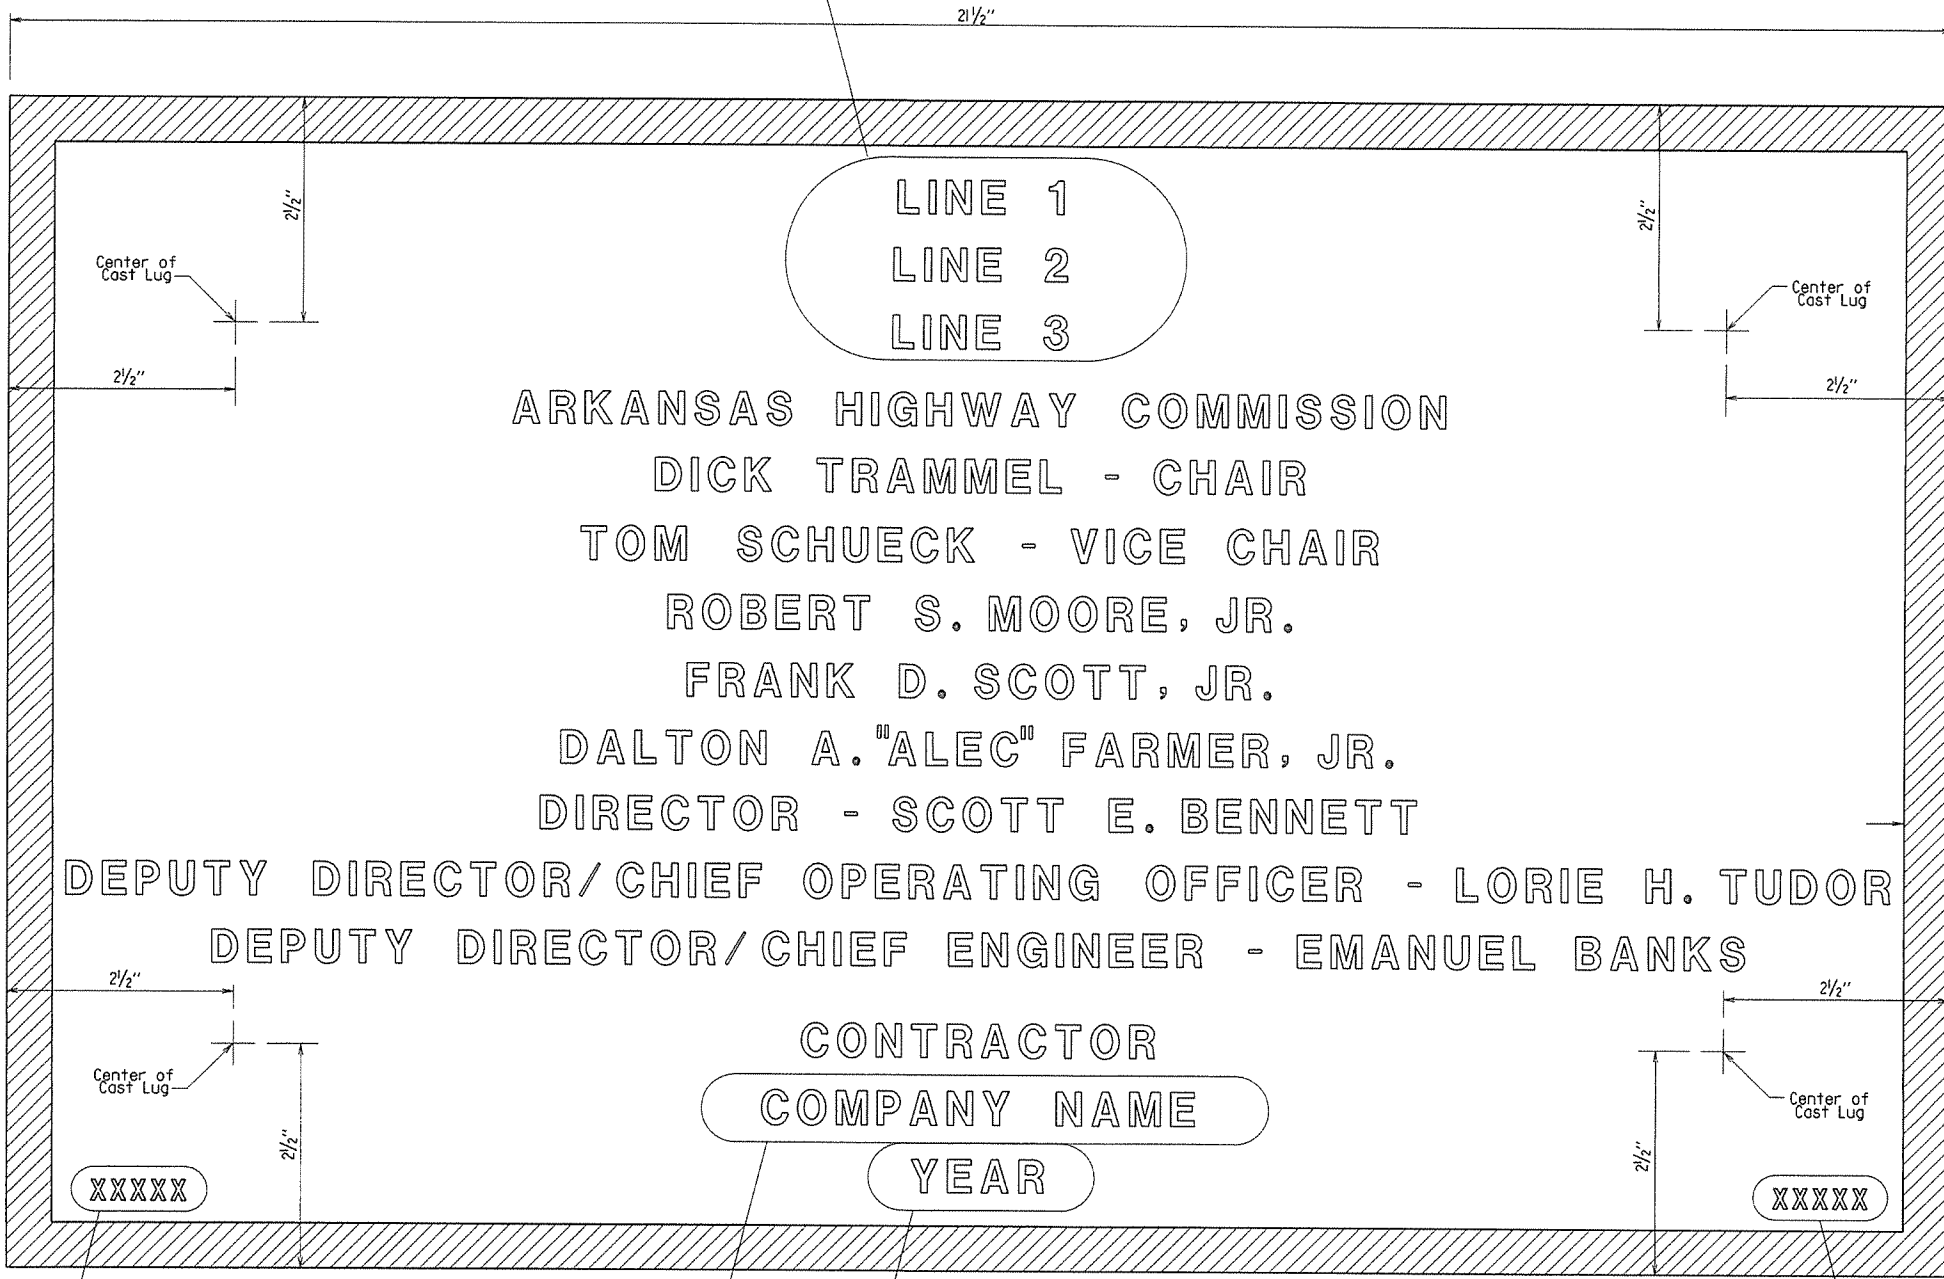 21½"
2½"
2½"
Center of
Cast Lug
Center of
Cast Lug
2½"
2½"
LINE 1
LINE 2
LINE 3
ARKANSAS HIGHWAY COMMISSION
DICK TRAMMEL - CHAIR
TOM SCHUECK - VICE CHAIR
ROBERT S. MOORE, JR.
FRANK D. SCOTT, JR.
DALTON A. "ALEC" FARMER, JR.
DIRECTOR - SCOTT E. BENNETT
DEPUTY DIRECTOR/CHIEF OPERATING OFFICER - LORIE H. TUDOR
DEPUTY DIRECTOR/CHIEF ENGINEER - EMANUEL BANKS
2½"
2½"
CONTRACTOR
COMPANY NAME
YEAR
Center of
Cast Lug
Center of
Cast Lug
2½"
2½"
XXXXX
XXXXX